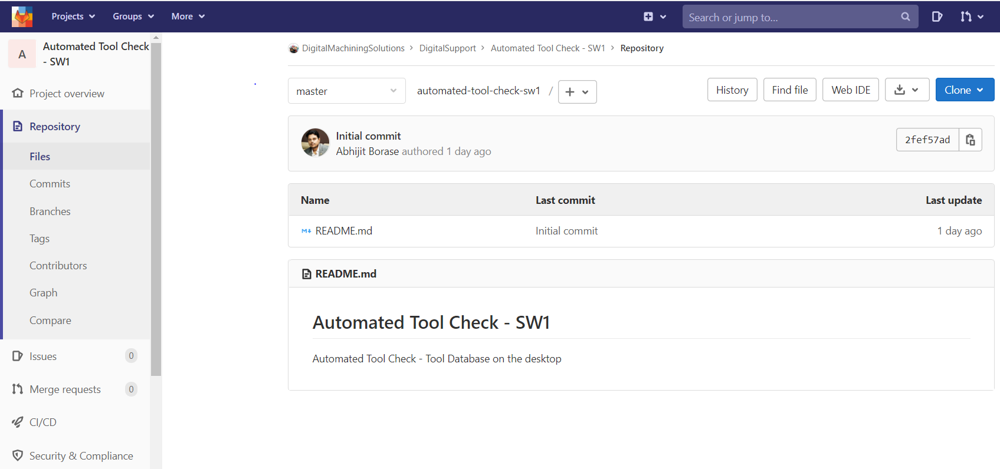 Projects Groups More Search or jump to...
A Automated Tool Check
- SW1
Project overview
Repository
Files
Commits
Branches
Tags
Contributors
Graph
Compare
Issues 0
Merge requests 0
CI/CD
Security & Compliance
DigitalMachiningSolutions > DigitalSupport > Automated Tool Check - SW1 > Repository
master automated-tool-check-sw1 / + History Find file Web IDE Clone
Initial commit
Abhijit Borase authored 1 day ago
2fef57ad
Name Last commit Last update
M↓ README.md Initial commit 1 day ago
README.md
Automated Tool Check - SW1
Automated Tool Check - Tool Database on the desktop